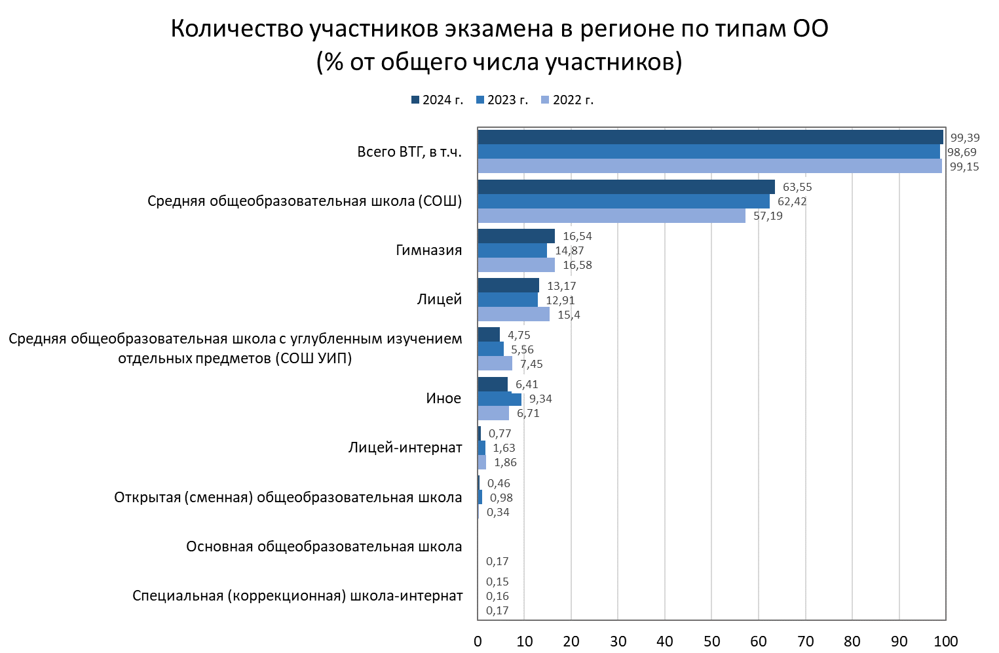 Количество участников экзамена в регионе по типам ОО
(% от общего числа участников)
2024 г. 2023 г. 2022 г.
Всего ВТГ, в т.ч.
99,39
98,69
99,15
Средняя общеобразовательная школа (СОШ)
63,55
62,42
57,19
Гимназия
16,54
14,87
16,58
Лицей
13,17
12,91
15,4
Средняя общеобразовательная школа с углубленным изучением
отдельных предметов (СОШ УИП)
4,75
5,56
7,45
Иное
6,41
9,34
6,71
Лицей-интернат
0,77
1,63
1,86
Открытая (сменная) общеобразовательная школа
0,46
0,98
0,34
Основная общеобразовательная школа
0,17
Специальная (коррекционная) школа-интернат
0,15
0,16
0,17
0 10 20 30 40 50 60 70 80 90 100